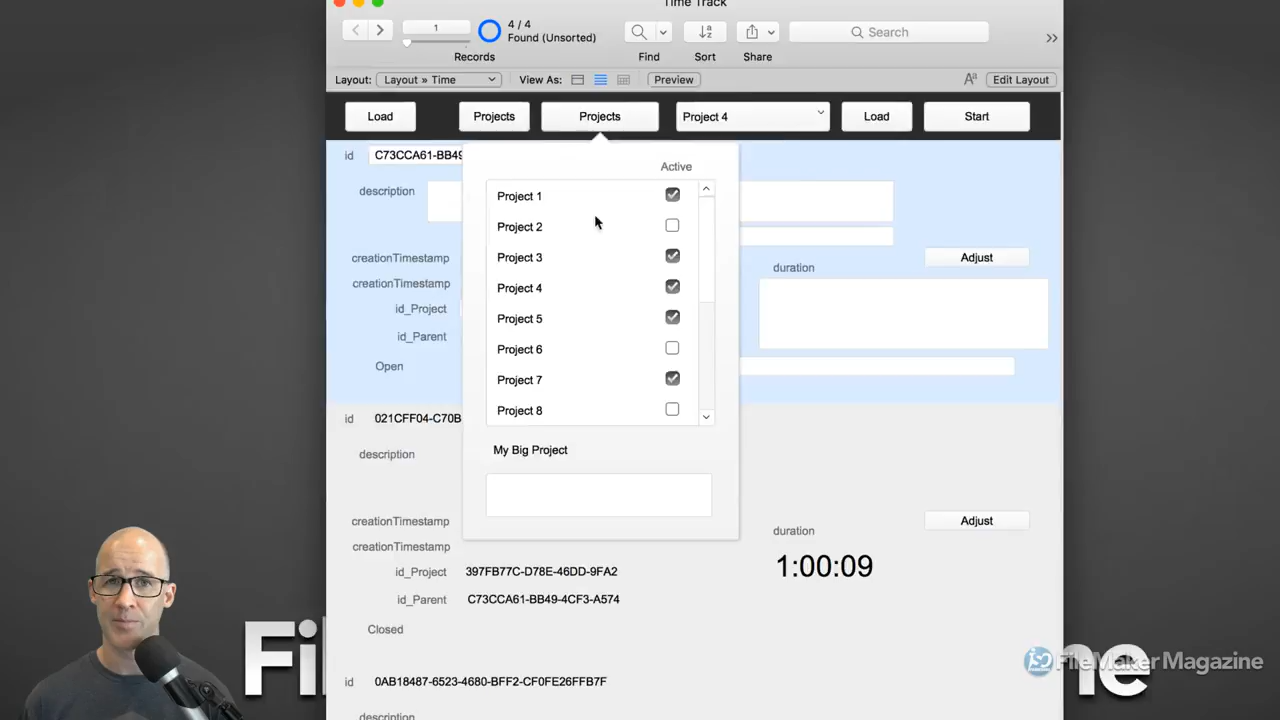 Time Track
1
4 / 4
Found (Unsorted)
Search
Records
Find
Sort
Share
Layout:
Layout » Time
View As:
Preview
Aª
Edit Layout
Load
Projects
Projects
Project 4
Load
Start
id
C73CCA61-BB49
Active
description
Project 1
Project 2
Project 3
Project 4
Project 5
Project 6
Project 7
Project 8
creationTimestamp
Adjust
duration
creationTimestamp
id_Project
id_Parent
Open
id
021CFF04-C70B
My Big Project
description
creationTimestamp
Adjust
duration
creationTimestamp
1:00:09
id_Project
397FB77C-D78E-46DD-9FA2
id_Parent
C73CCA61-BB49-4CF3-A574
Closed
FileMaker Magazine
id
0AB18487-6523-4680-BFF2-CF0FE26FFB7F
description